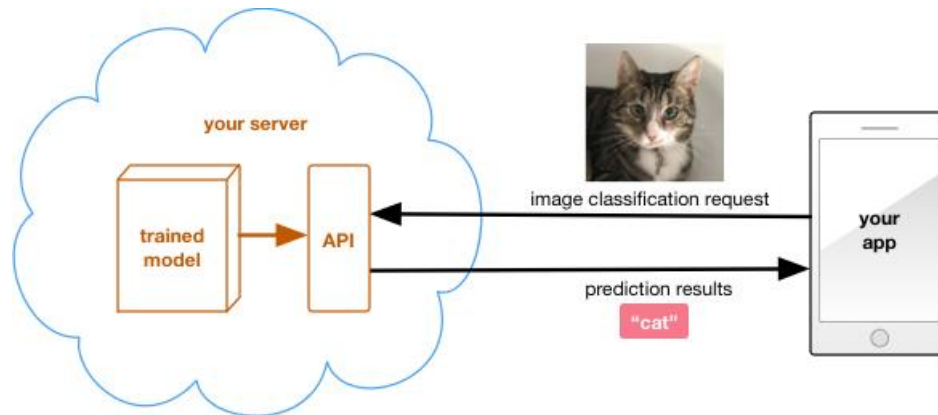 your server
trained
model
API
image classification request
prediction results
“cat”
your
app